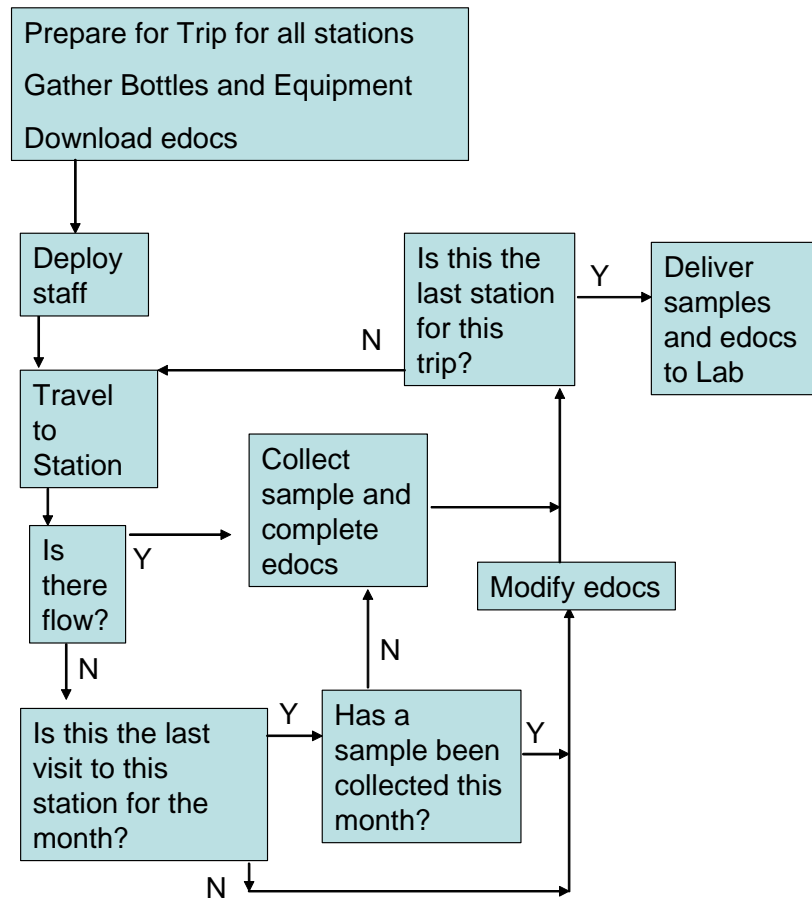 Prepare for Trip for all stations
Gather Bottles and Equipment
Download edocs
Deploy
staff
Is this the
last station
for this
trip?
Y
Deliver
samples
and edocs
to Lab
N
Travel
to
Station
Collect
sample and
complete
edocs
Is
there
flow?
Y
Modify edocs
N
N
Is this the last
visit to this
station for the
month?
Y
Has a
sample been
collected this
month?
Y
N